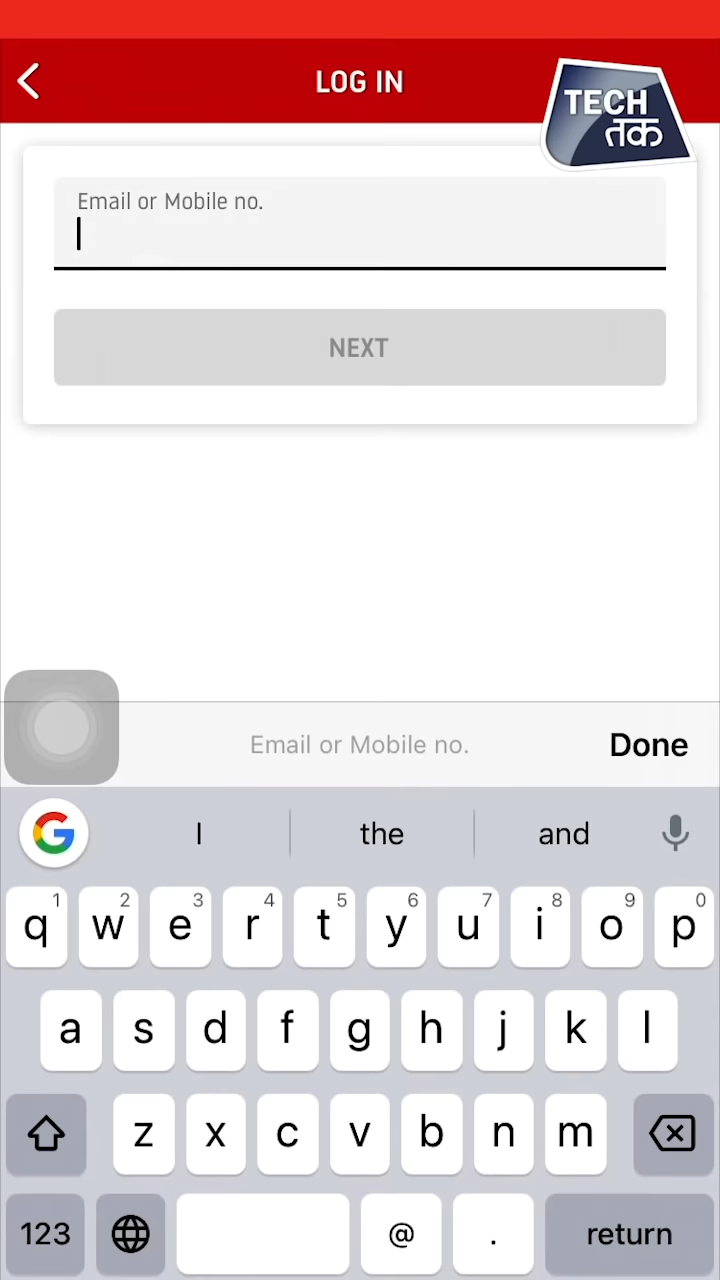 LOG IN
TECH
तक
Email or Mobile no.
NEXT
Email or Mobile no.
Done
G
I
the
and
1 2 3 4 5 6 7 8 9 0
q w e r t y u i o p
a s d f g h j k l
z x c v b n m
123
@
.
return